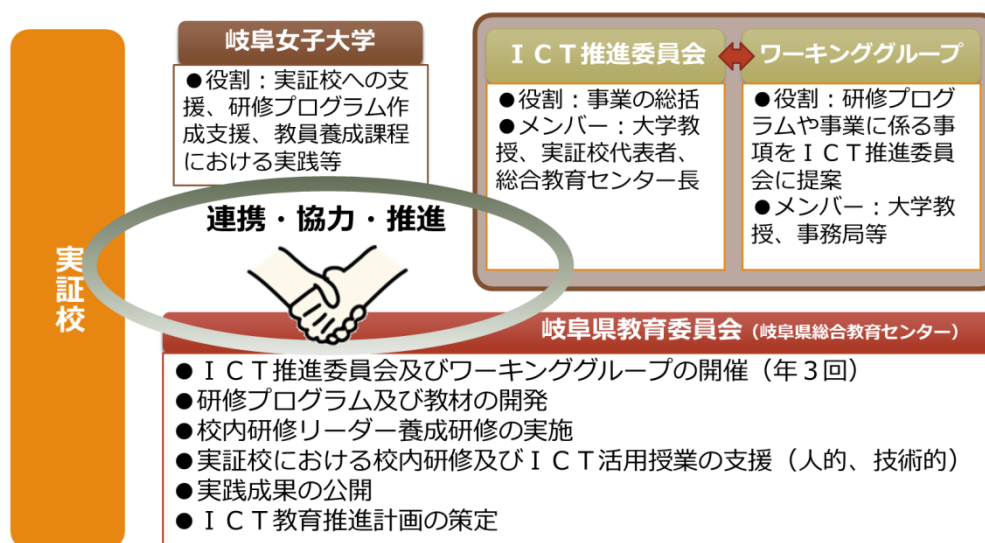 実証校
岐阜女子大学
●役割：実証校への支
援、研修プログラム作
成支援、教員養成課程
における実践等
ＩＣＴ推進委員会
●役割：事業の総括
●メンバー：大学教
授、実証校代表者、
総合教育センター長
ワーキンググループ
●役割：研修プログ
ラムや事業に係る事
項をＩＣＴ推進委員
会に提案
●メンバー：大学教
授、事務局等
連携・協力・推進
岐阜県教育委員会（岐阜県総合教育センター）
●ＩＣＴ推進委員会及びワーキンググループの開催（年３回）
●研修プログラム及び教材の開発
●校内研修リーダー養成研修の実施
●実証校における校内研修及びＩＣＴ活用授業の支援（人的、技術的）
●実践成果の公開
●ＩＣＴ教育推進計画の策定